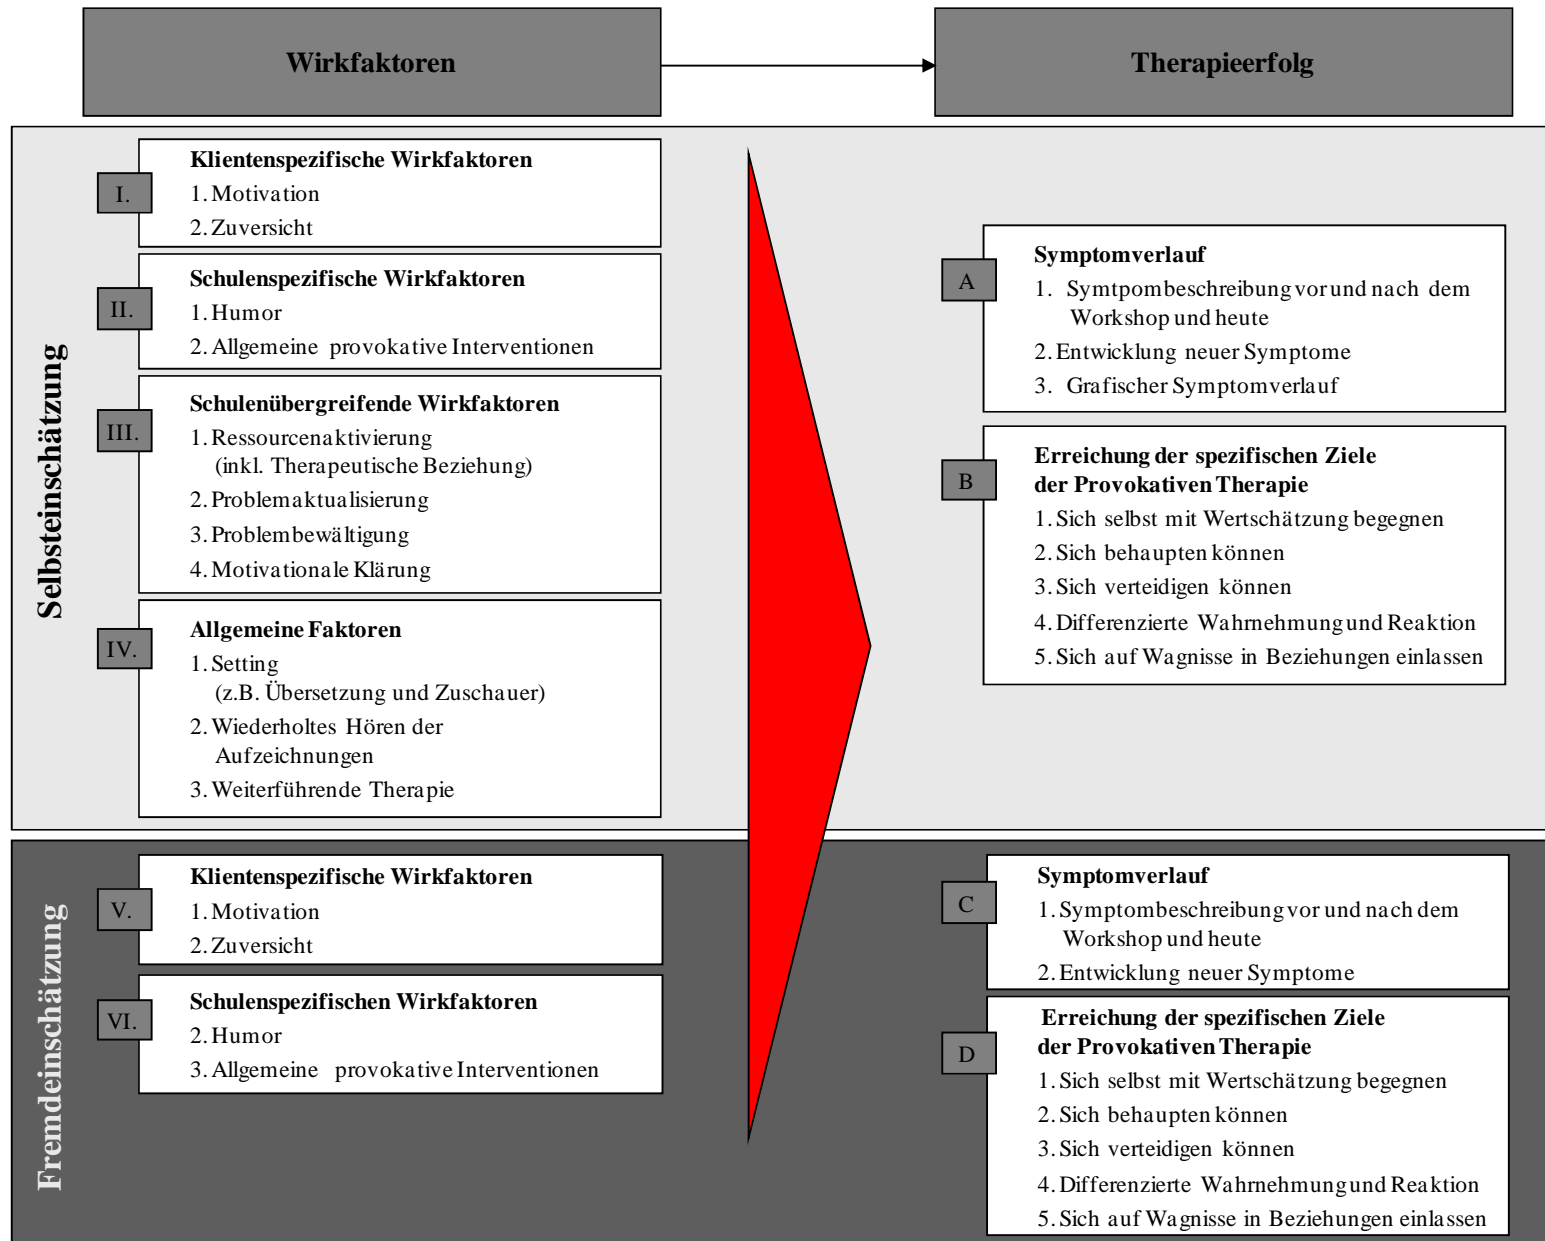 Wirkfaktoren
Therapieerfolg
Selbsteinschätzung
I.
Klientenspezifische Wirkfaktoren
1. Motivation
2. Zuversicht
II.
Schulenspezifische Wirkfaktoren
1. Humor
2. Allgemeine provokative Interventionen
III.
Schulenübergreifende Wirkfaktoren
1. Ressourcenaktivierung
(inkl. Therapeutische Beziehung)
2. Problemaktualisierung
3. Problembewältigung
4. Motivationale Klärung
IV.
Allgemeine Faktoren
1. Setting
(z.B. Übersetzung und Zuschauer)
2. Wiederholtes Hören der
Aufzeichnungen
3. Weiterführende Therapie
A
Symptomverlauf
1. Symtpombeschreibung vor und nach dem
Workshop und heute
2. Entwicklung neuer Symptome
3. Grafischer Symptomverlauf
B
Erreichung der spezifischen Ziele
der Provokativen Therapie
1. Sich selbst mit Wertschätzung begegnen
2. Sich behaupten können
3. Sich verteidigen können
4. Differenzierte Wahrnehmung und Reaktion
5. Sich auf Wagnisse in Beziehungen einlassen
Fremdeinschätzung
V.
Klientenspezifische Wirkfaktoren
1. Motivation
2. Zuversicht
VI.
Schulenspezifischen Wirkfaktoren
2. Humor
3. Allgemeine provokative Interventionen
C
Symptomverlauf
1. Symptombeschreibung vor und nach dem
Workshop und heute
2. Entwicklung neuer Symptome
D
Erreichung der spezifischen Ziele
der Provokativen Therapie
1. Sich selbst mit Wertschätzung begegnen
2. Sich behaupten können
3. Sich verteidigen können
4. Differenzierte Wahrnehmung und Reaktion
5. Sich auf Wagnisse in Beziehungen einlassen